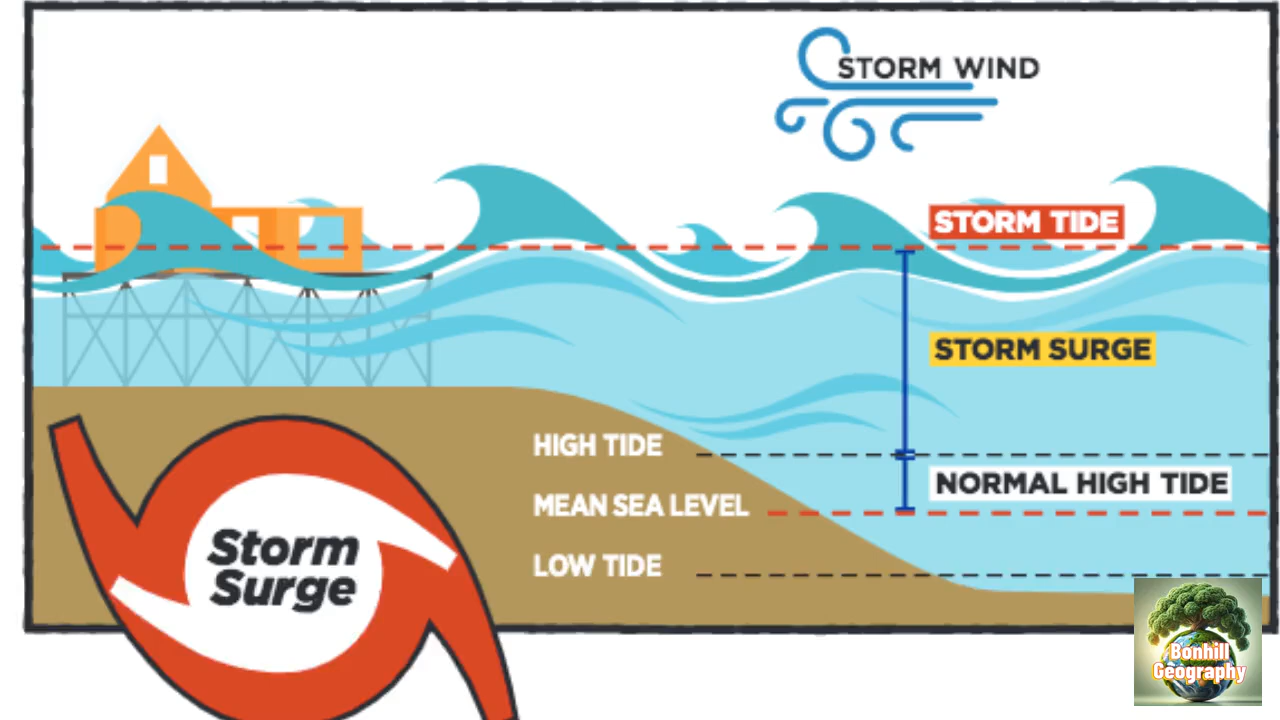 STORM WIND
STORM TIDE
STORM SURGE
HIGH TIDE
NORMAL HIGH TIDE
MEAN SEA LEVEL
LOW TIDE
Storm
Surge
Bonhill
Geography